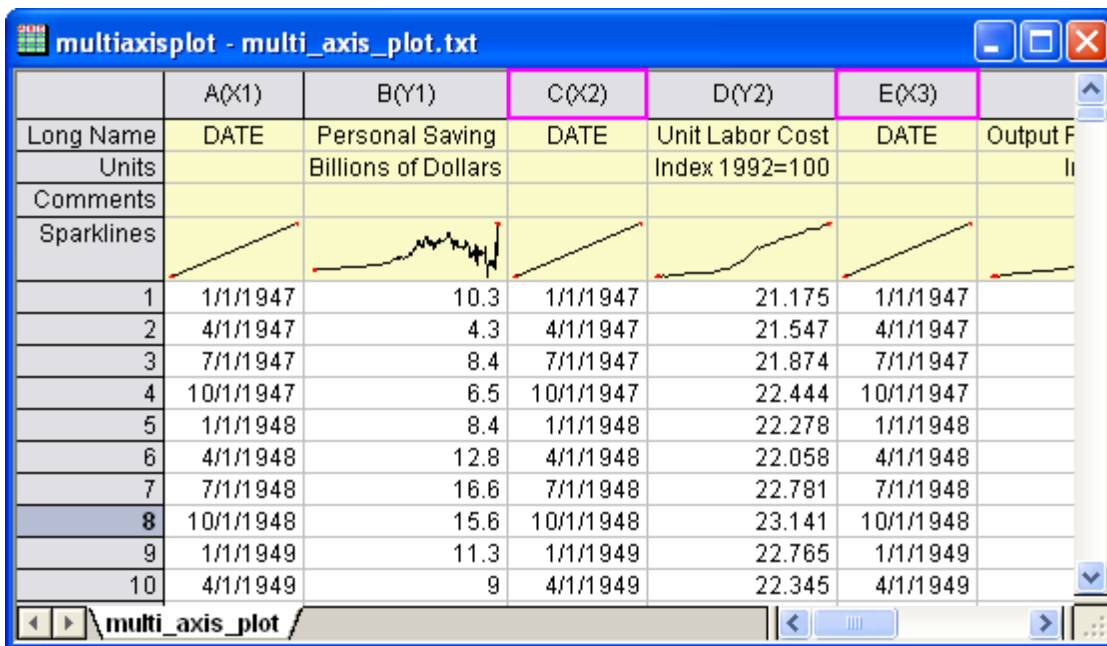 multiaxisplot - multi_axis_plot.txt
A(X1) B(Y1) C(X2) D(Y2) E(X3)
Long Name DATE Personal Saving DATE Unit Labor Cost DATE Output
Units Billions of Dollars Index 1992=100
Comments
Sparklines
1 1/1/1947 10.3 1/1/1947 21.175 1/1/1947
2 4/1/1947 4.3 4/1/1947 21.547 4/1/1947
3 7/1/1947 8.4 7/1/1947 21.874 7/1/1947
4 10/1/1947 6.5 10/1/1947 22.444 10/1/1947
5 1/1/1948 8.4 1/1/1948 22.278 1/1/1948
6 4/1/1948 12.8 4/1/1948 22.058 4/1/1948
7 7/1/1948 16.6 7/1/1948 22.781 7/1/1948
8 10/1/1948 15.6 10/1/1948 23.141 10/1/1948
9 1/1/1949 11.3 1/1/1949 22.765 1/1/1949
10 4/1/1949 9 4/1/1949 22.345 4/1/1949
multi_axis_plot